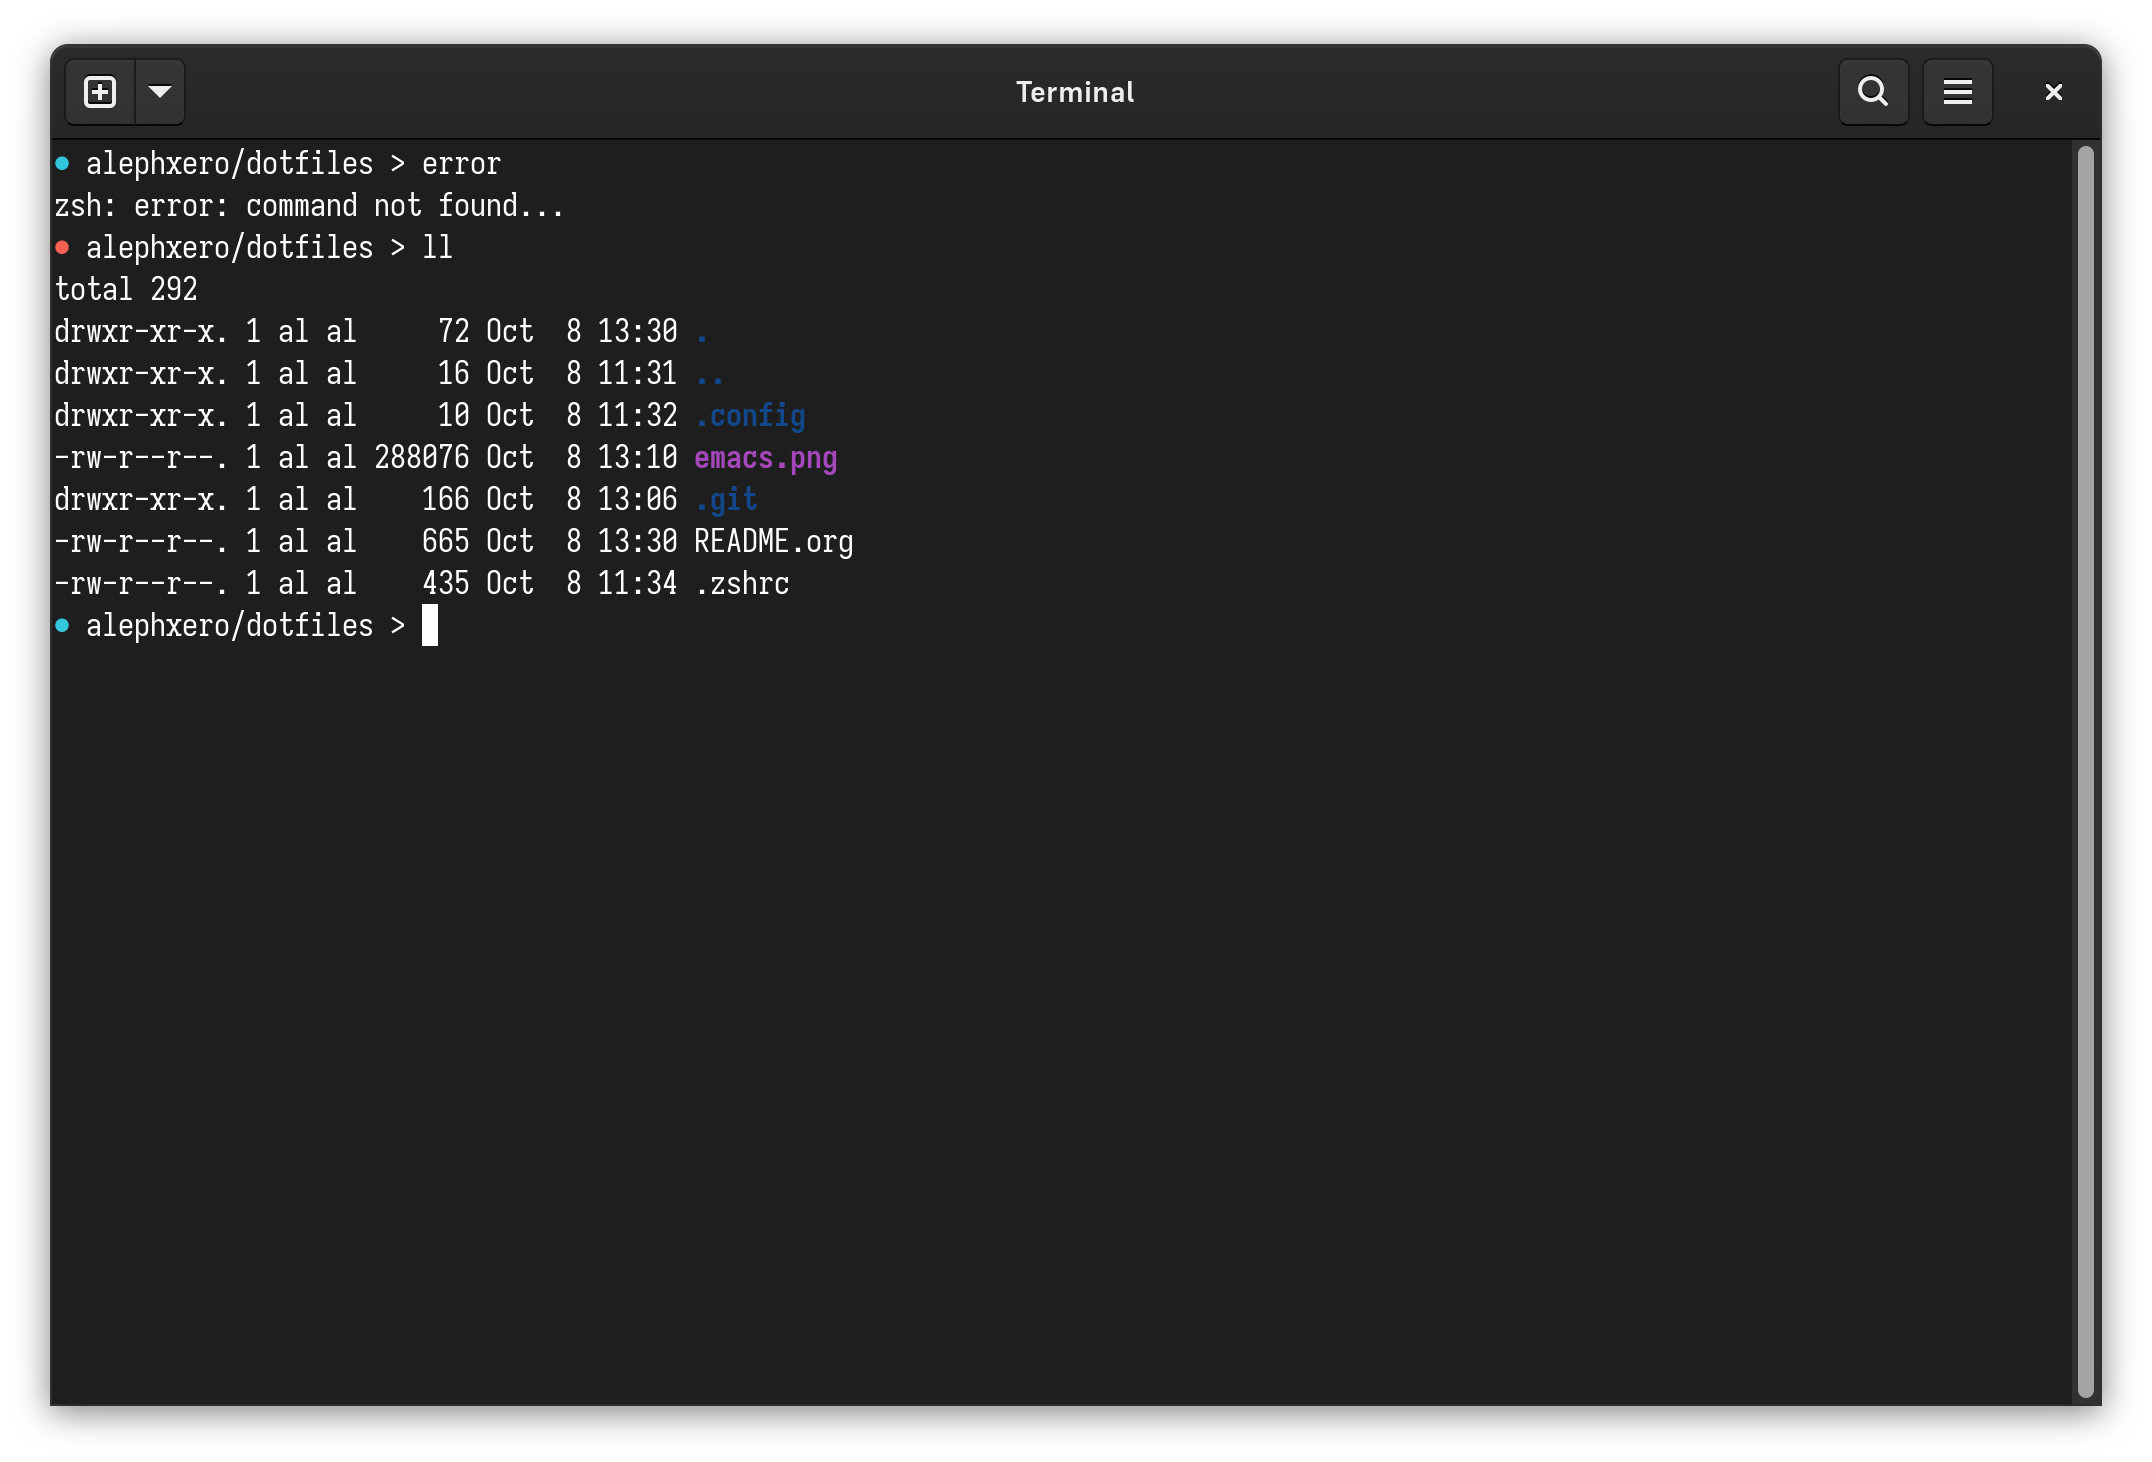 Terminal
● alephxero/dotfiles > error
zsh: error: command not found...
● alephxero/dotfiles > ll
total 292
drwxr-xr-x. 1 al al     72 Oct  8 13:30 .
drwxr-xr-x. 1 al al     16 Oct  8 11:31 ..
drwxr-xr-x. 1 al al     10 Oct  8 11:32 .config
-rw-r--r--. 1 al al 288076 Oct  8 13:10 emacs.png
drwxr-xr-x. 1 al al    166 Oct  8 13:06 .git
-rw-r--r--. 1 al al    665 Oct  8 13:30 README.org
-rw-r--r--. 1 al al    435 Oct  8 11:34 .zshrc
● alephxero/dotfiles >